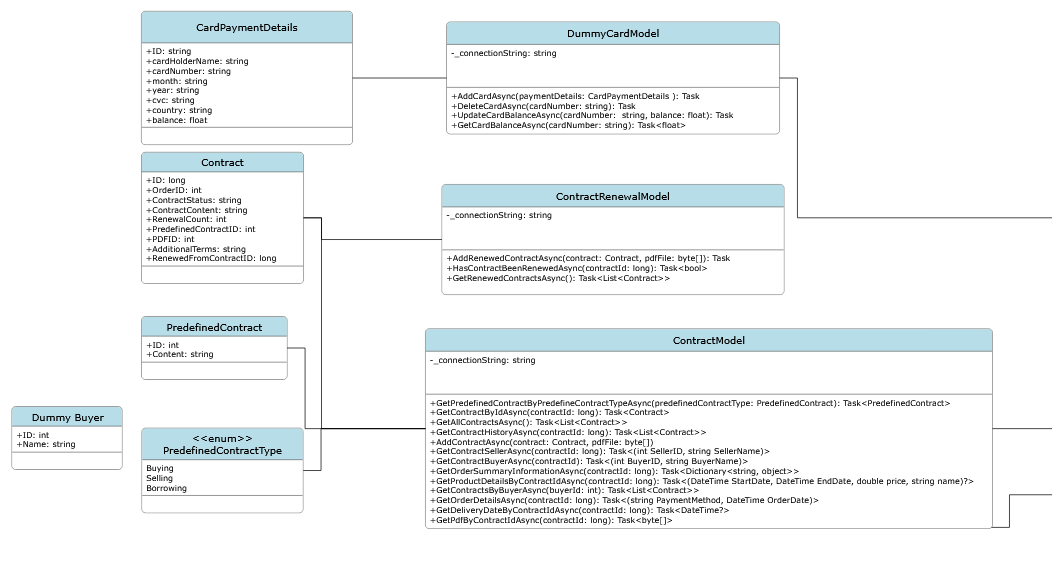 CardPaymentDetails
+ID: string
+cardHolderName: string
+cardNumber: string
+month: string
+year: string
+cvc: string
+country: string
+balance: float
DummyCardModel
-_connectionString: string
+AddCardAsync(paymentDetails: CardPaymentDetails ): Task
+DeleteCardAsync(cardNumber: string): Task
+UpdateCardBalanceAsync(cardNumber:  string, balance: float): Task
+GetCardBalanceAsync(cardNumber: string): Task<float>
Contract
+ID: long
+OrderID: int
+ContractStatus: string
+ContractContent: string
+RenewalCount: int
+PredefinedContractID: int
+PDFID: int
+AdditionalTerms: string
+RenewedFromContractID: long
ContractRenewalModel
-_connectionString: string
+AddRenewedContractAsync(contract: Contract, pdfFile: byte[]): Task
+HasContractBeenRenewedAsync(contractId: long): Task<bool>
+GetRenewedContractsAsync(): Task<List<Contract>>
PredefinedContract
+ID: int
+Content: string
ContractModel
-_connectionString: string
+GetPredefinedContractByPredefineContractTypeAsync(predefinedContractType: PredefinedContract): Task<PredefinedContract>
+GetContractByIdAsync(contractId: long): Task<Contract>
+GetAllContractsAsync(): Task<List<Contract>>
+GetContractHistoryAsync(contractId: long): Task<List<Contract>>
+AddContractAsync(contract: Contract, pdfFile: byte[])
+GetContractSellerAsync(contractId: long): Task<(int SellerID, string SellerName)>
+GetContractBuyerAsync(contractId): Task<(int BuyerID, string BuyerName)>
+GetOrderSummaryInformationAsync(contractId: long): Task<Dictionary<string, object>>
+GetProductDetailsByContractIdAsync(contractId: long): Task<(DateTime StartDate, DateTime EndDate, double price, string name)?>
+GetContractsByBuyerAsync(buyerId: int): Task<List<Contract>>
+GetOrderDetailsAsync(contractId: long): Task<(string PaymentMethod, DateTime OrderDate)>
+GetDeliveryDateByContractIdAsync(contractId: long): Task<DateTime?>
+GetPdfByContractIdAsync(contractId: long): Task<byte[]>
Dummy Buyer
+ID: int
+Name: string
<<enum>>
PredefinedContractType
Buying
Selling
Borrowing